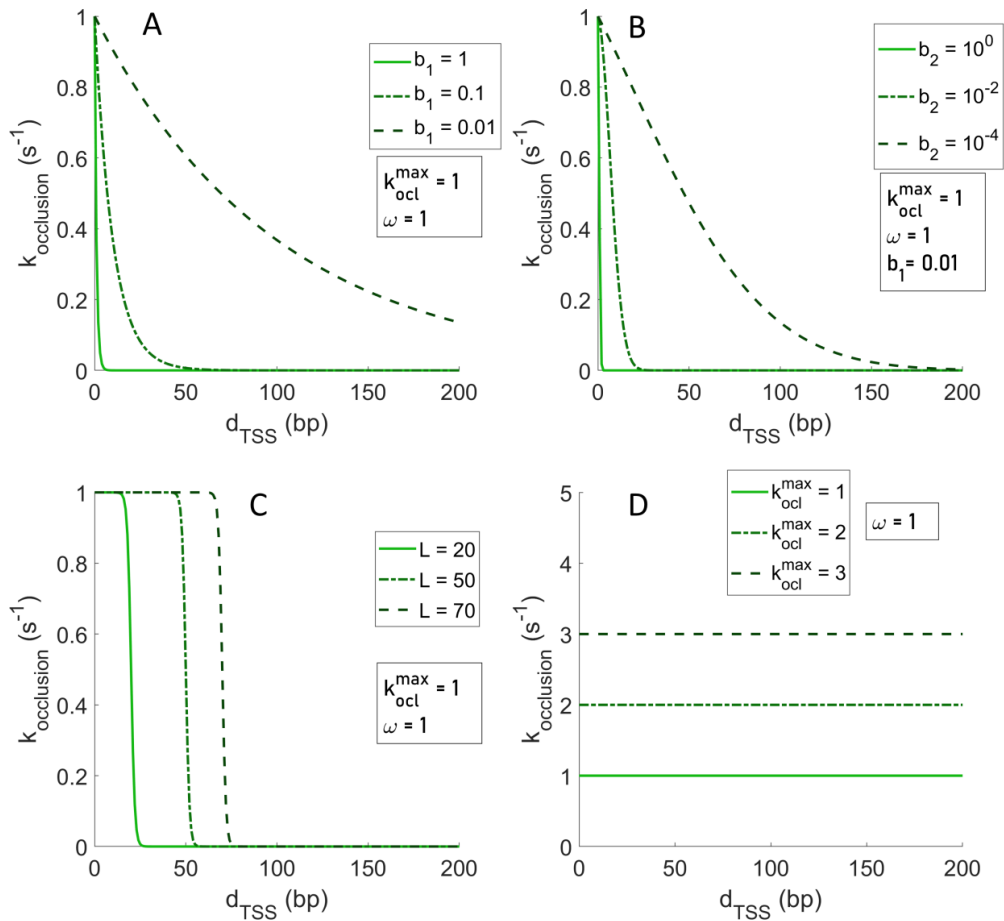 A
1
0.8
0.6
0.4
0.2
0
k_occlusion (s^-1)
0 50 100 150 200
d_TSS (bp)
b_1 = 1
b_1 = 0.1
b_1 = 0.01
k_ocl^max = 1
ω = 1
B
1
0.8
0.6
0.4
0.2
0
k_occlusion (s^-1)
0 50 100 150 200
d_TSS (bp)
b_2 = 10^0
b_2 = 10^-2
b_2 = 10^-4
k_ocl^max = 1
ω = 1
b_1= 0.01
C
1
0.8
0.6
0.4
0.2
0
k_occlusion (s^-1)
0 50 100 150 200
d_TSS (bp)
L = 20
L = 50
L = 70
k_ocl^max = 1
ω = 1
D
5
4
3
2
1
0
k_occlusion (s^-1)
0 50 100 150 200
d_TSS (bp)
k_ocl^max = 1
k_ocl^max = 2
k_ocl^max = 3
ω = 1